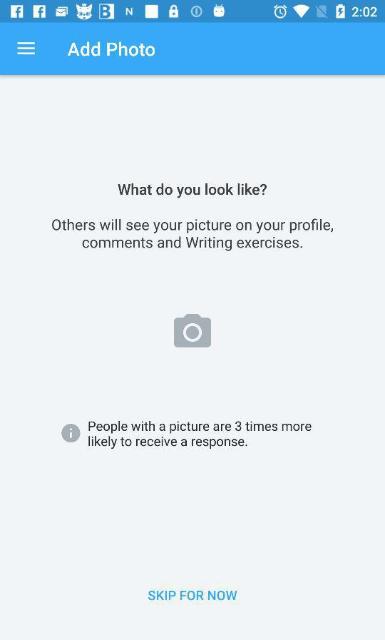 2:02
Add Photo
What do you look like?
Others will see your picture on your profile,
comments and Writing exercises.
People with a picture are 3 times more
likely to receive a response.
SKIP FOR NOW